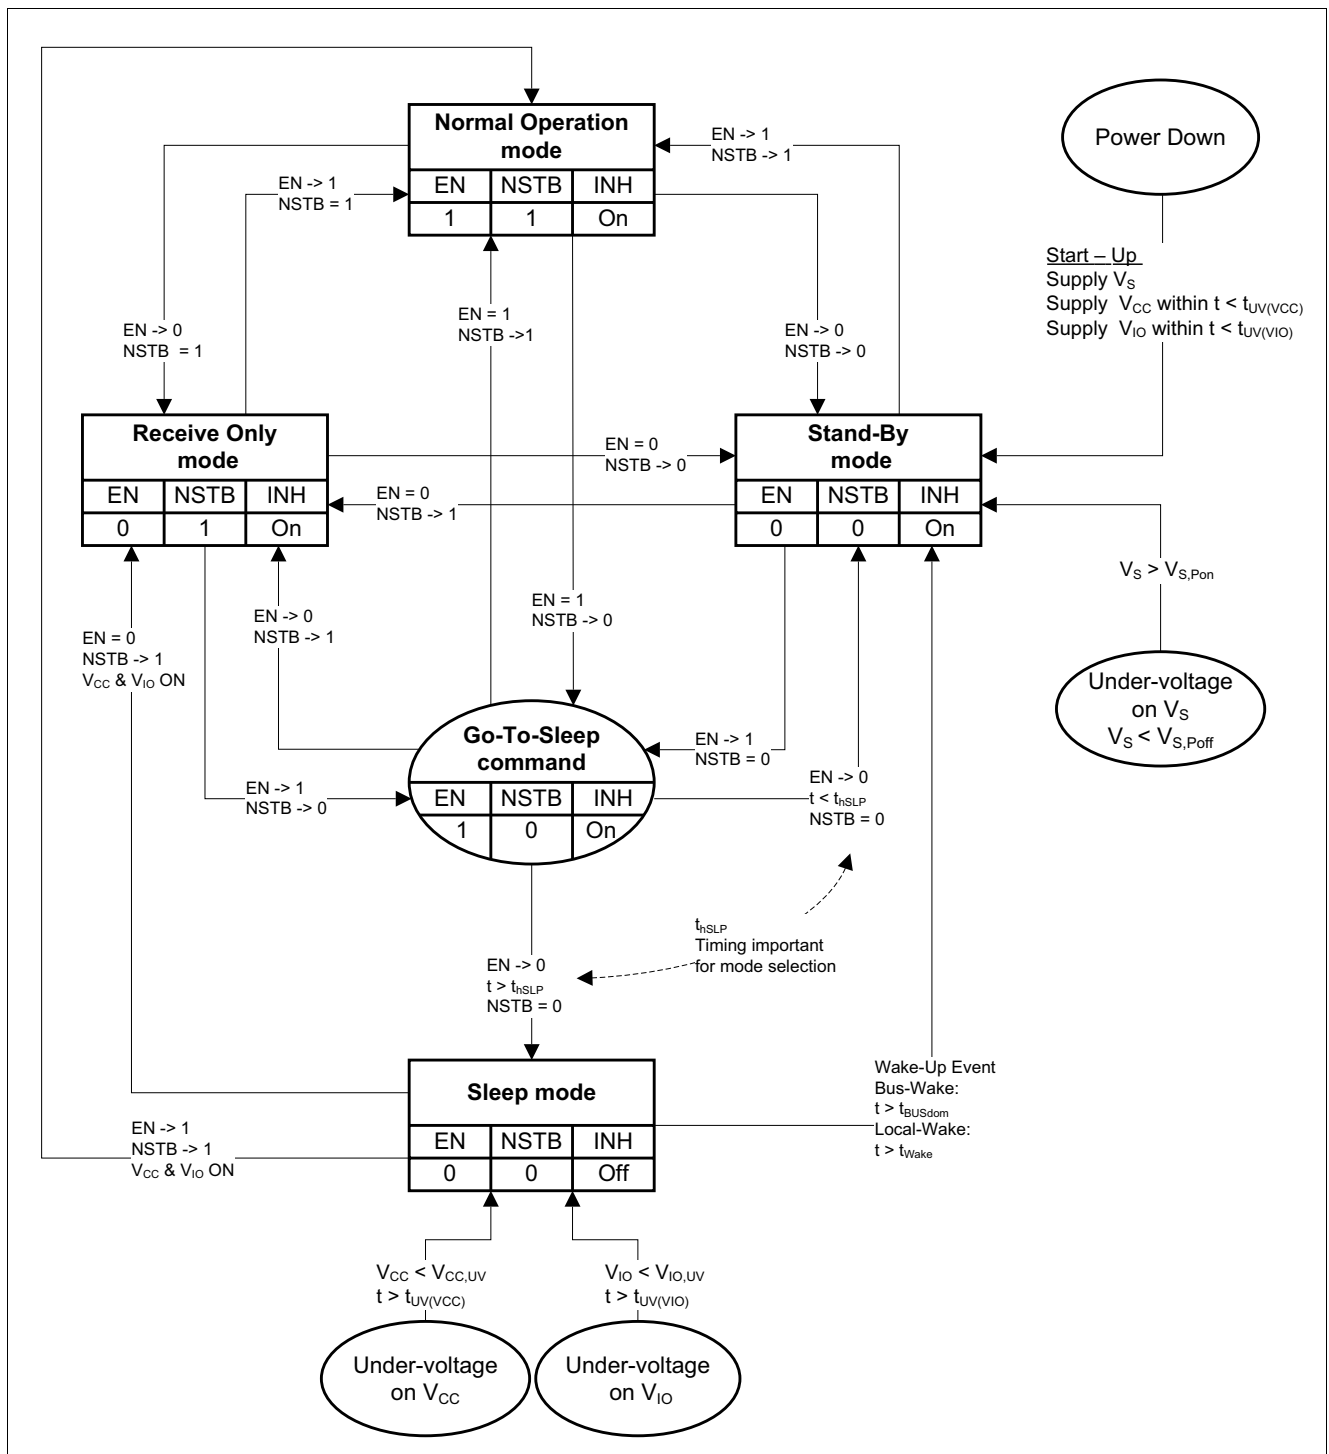 Normal Operation
mode
EN NSTB INH
1 1 On
Power Down
EN -> 1
NSTB -> 1
EN -> 1
NSTB = 1
Start – Up
Supply VS
Supply VCC within t < tUV(VCC)
Supply VIO within t < tUV(VIO)
EN -> 0
NSTB = 1
EN = 1
NSTB ->1
EN -> 0
NSTB -> 0
Receive Only
mode
EN NSTB INH
0 1 On
EN = 0
NSTB -> 0
EN = 0
NSTB -> 1
Stand-By
mode
EN NSTB INH
0 0 On
VS > VS,Pon
EN = 0
NSTB -> 1
VCC & VIO ON
EN -> 0
NSTB -> 1
EN = 1
NSTB -> 0
Under-voltage
on VS
VS < VS,Poff
Go-To-Sleep
command
EN NSTB INH
1 0 On
EN -> 1
NSTB = 0
EN -> 1
NSTB -> 0
EN -> 0
t < thSLP
NSTB = 0
thSLP
Timing important
for mode selection
EN -> 0
t > thSLP
NSTB = 0
Sleep mode
EN NSTB INH
0 0 Off
Wake-Up Event
Bus-Wake:
t > tBUSdom
Local-Wake:
t > tWake
EN -> 1
NSTB -> 1
VCC & VIO ON
VCC < VCC,UV
t > tUV(VCC)
VIO < VIO,UV
t > tUV(VIO)
Under-voltage
on VCC
Under-voltage
on VIO